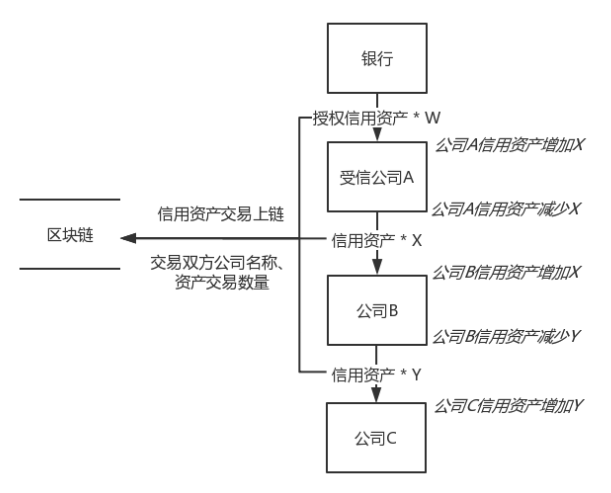 银行
授权信用资产 * W
公司A信用资产增加X
受信公司A
公司A信用资产减少X
信用资产交易上链
区块链
信用资产 * X
交易双方公司名称、
资产交易数量
公司B信用资产增加X
公司B
公司B信用资产减少Y
信用资产 * Y
公司C信用资产增加Y
公司C